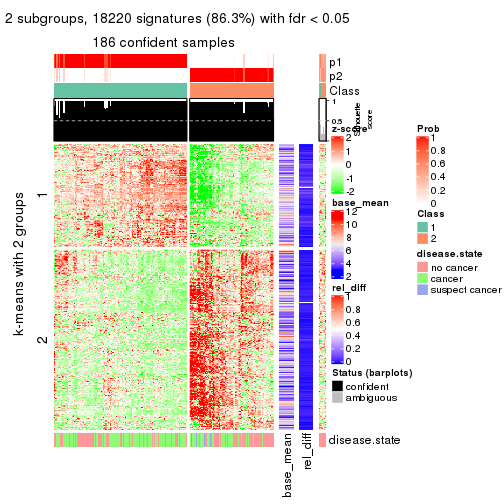 2 subgroups, 18220 signatures (86.3%) with fdr < 0.05
186 confident samples
p1
p2
Class
1
0.5
Silhouette
score
k-means with 2 groups
1
2
z-score
2
1
0
-1
-2
base_mean
12
10
8
6
4
2
rel_diff
1
0.8
0.6
0.4
0.2
0
Status (barplots)
confident
ambiguous
Prob
1
0.8
0.6
0.4
0.2
0
Class
1
2
disease.state
no cancer
cancer
suspect cancer
disease.state
base_mean
rel_diff